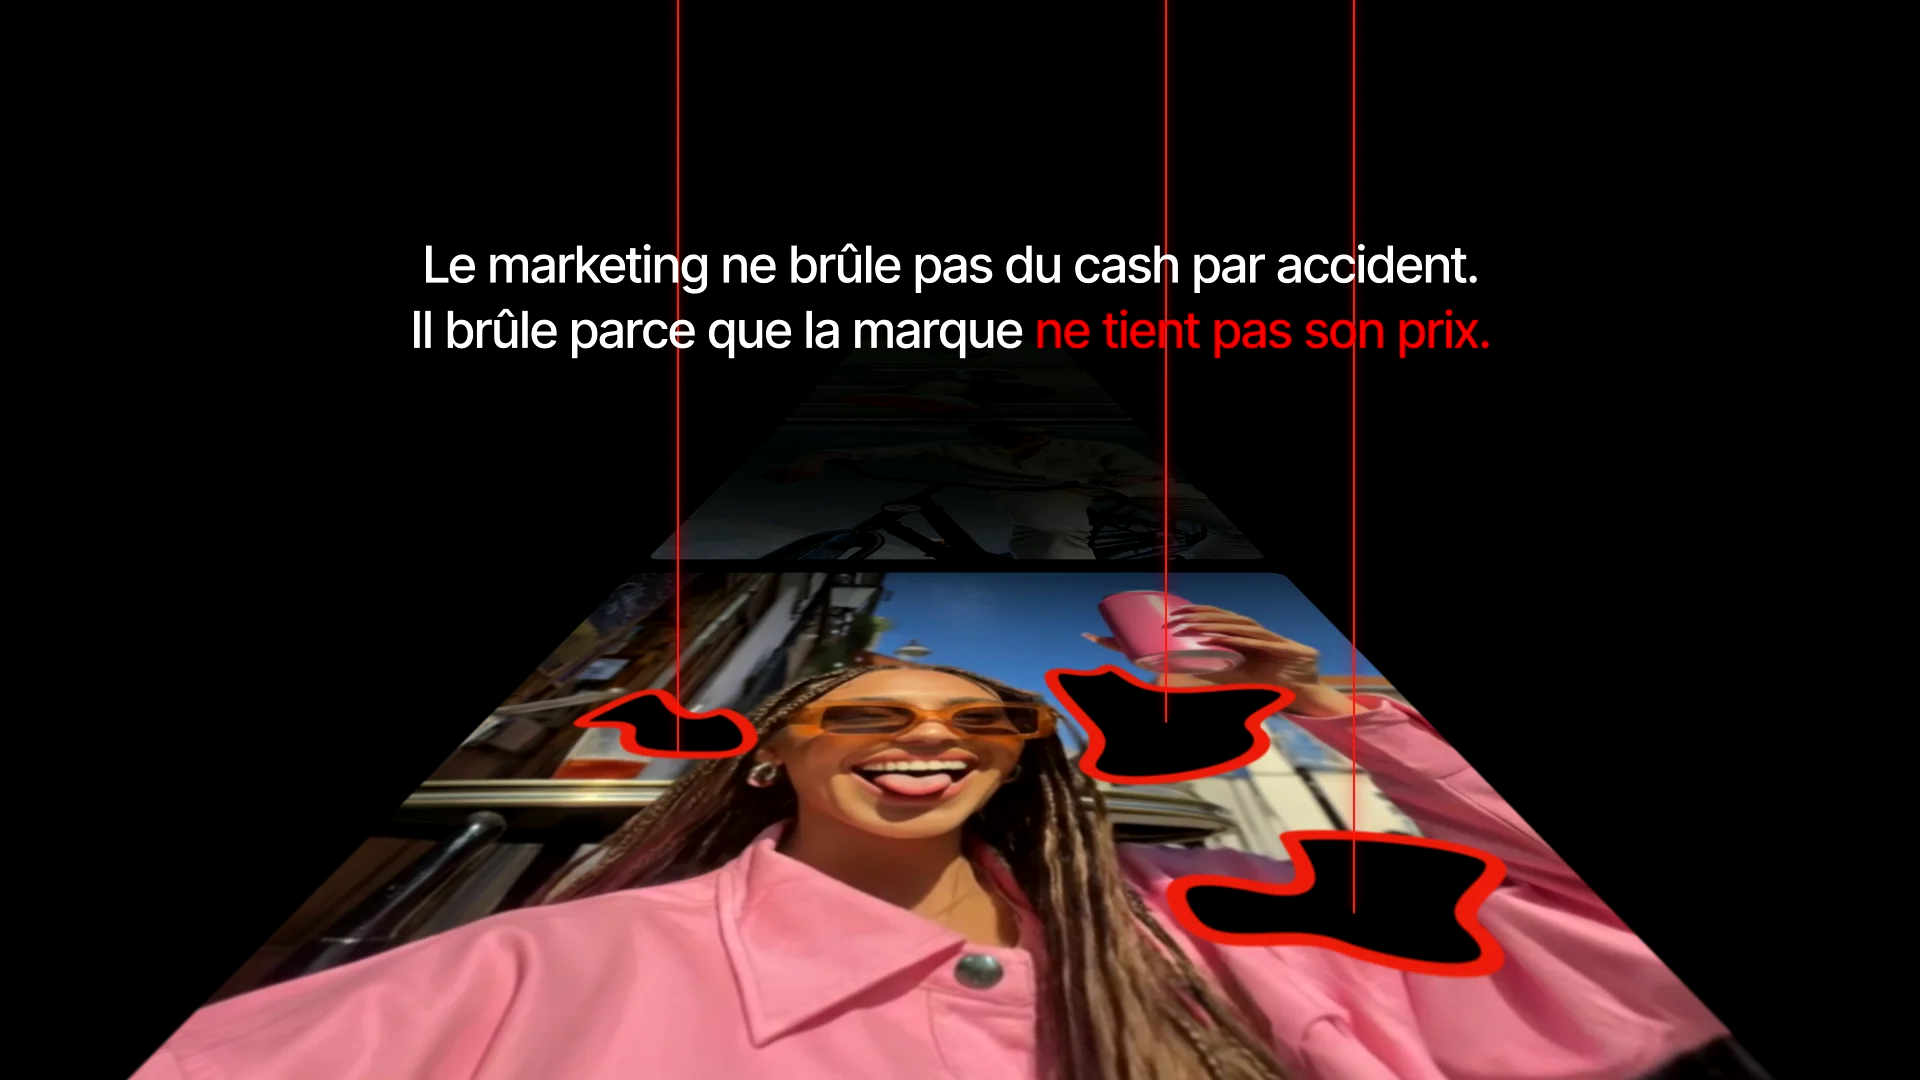 Le marketing ne brûle pas du cash par accident.
Il brûle parce que la marque ne tient pas son prix.